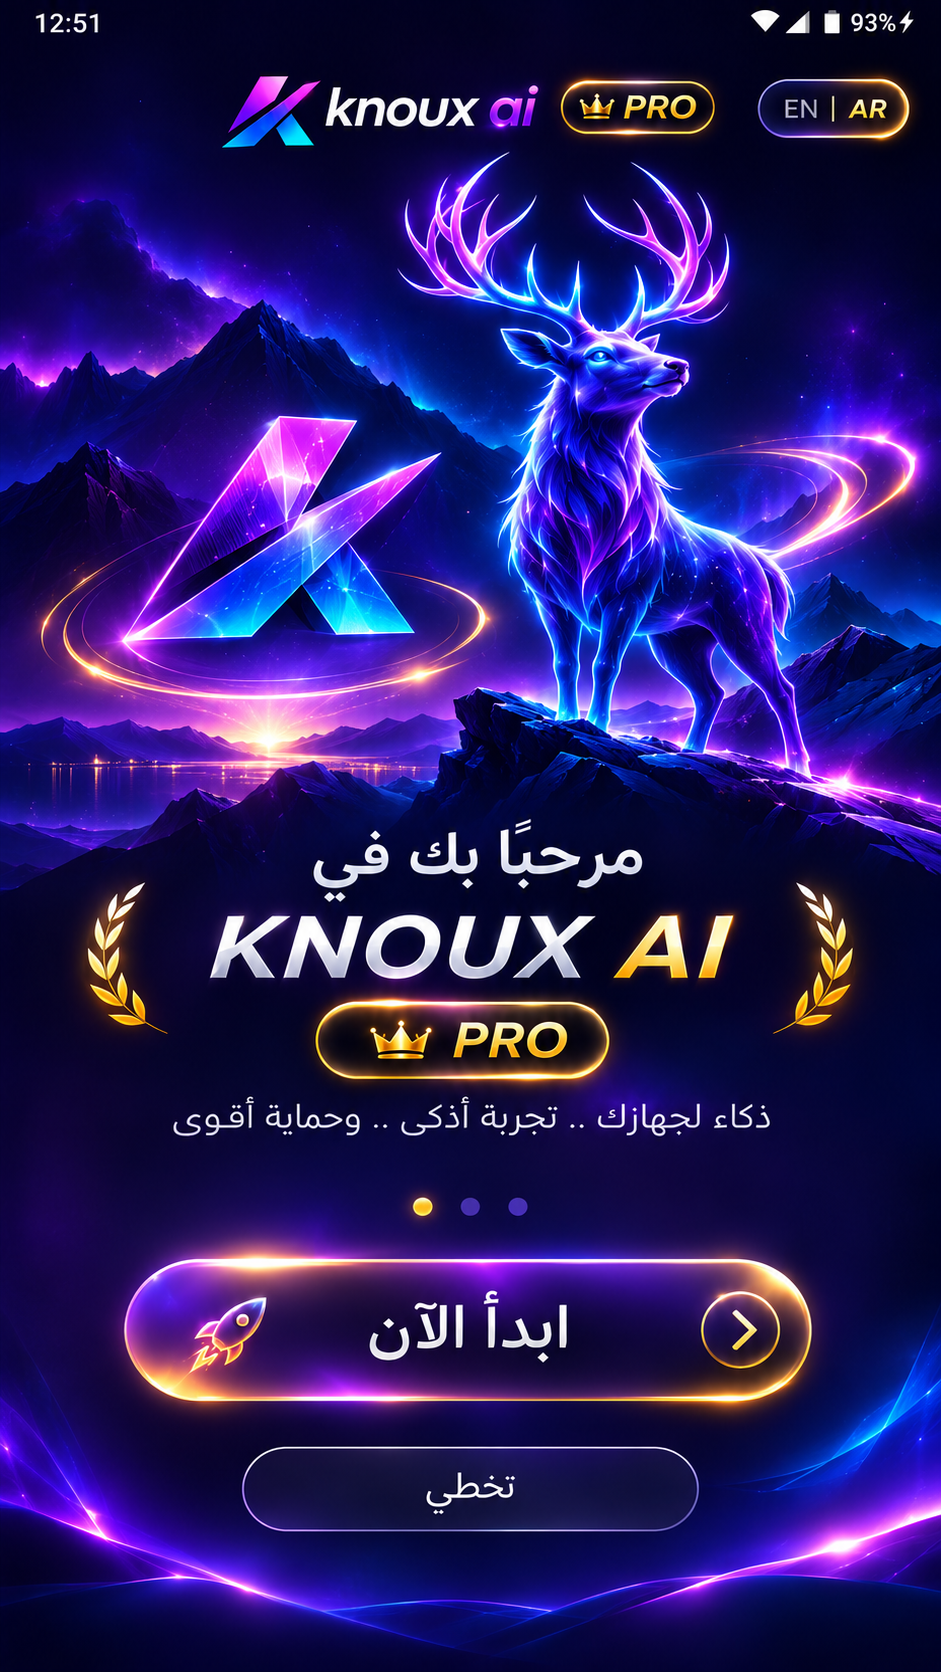 12:51 93%
knoux ai PRO EN | AR
مرحبًا بك في
KNOUX AI
PRO
ذكاء لجهازك .. تجربة أذكى .. وحماية أقوى
ابدأ الآن
تخطي